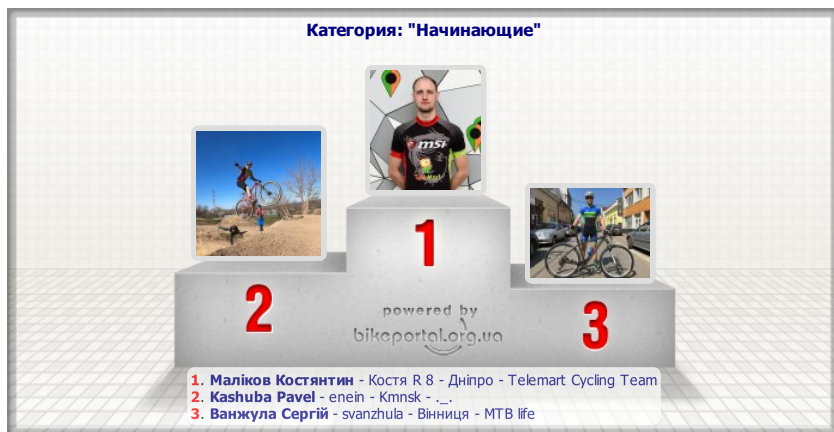 Категория: "Начинающие"
msi
1
2
3
powered by
bikeportal.org.ua
1. Маліков Костянтин - Костя R 8 - Дніпро - Telemart Cycling Team
2. Kashuba Pavel - enein - Kmnsk - ._.
3. Ванжула Сергій - svanzhula - Вінниця - MTB life